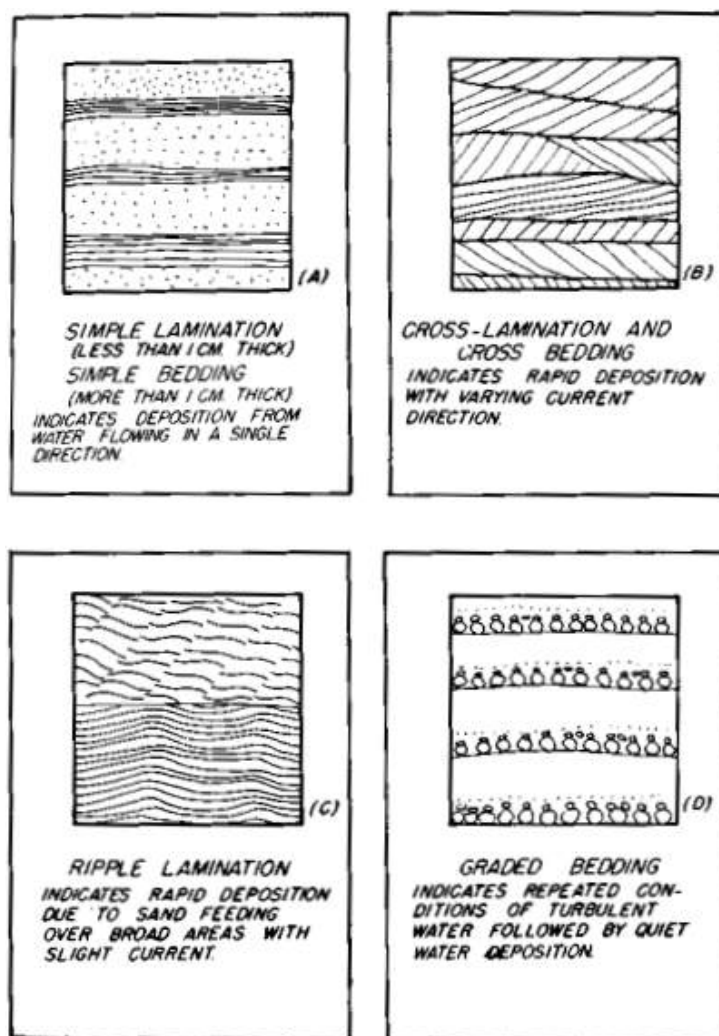 (A)
SIMPLE LAMINATION
(LESS THAN 1 CM. THICK)
SIMPLE BEDDING
(MORE THAN 1 CM. THICK)
INDICATES DEPOSITION FROM
WATER FLOWING IN A SINGLE
DIRECTION.
(B)
CROSS-LAMINATION AND
CROSS BEDDING
INDICATES RAPID DEPOSITION
WITH VARYING CURRENT
DIRECTION.
(C)
RIPPLE LAMINATION
INDICATES RAPID DEPOSITION
DUE TO SAND FEEDING
OVER BROAD AREAS WITH
SLIGHT CURRENT.
(D)
GRADED BEDDING
INDICATES REPEATED CON-
DITIONS OF TURBULENT
WATER FOLLOWED BY QUIET
WATER DEPOSITION.